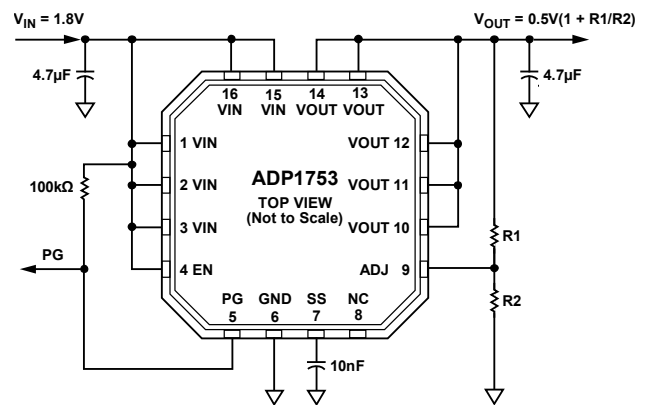 VIN = 1.8V
VOUT = 0.5V(1 + R1/R2)
4.7µF
4.7µF
16
VIN
15
VIN
14
VOUT
13
VOUT
1 VIN
2 VIN
3 VIN
4 EN
ADP1753
TOP VIEW
(Not to Scale)
VOUT 12
VOUT 11
VOUT 10
ADJ 9
100kΩ
PG
R1
R2
PG
5
GND
6
SS
7
NC
8
10nF